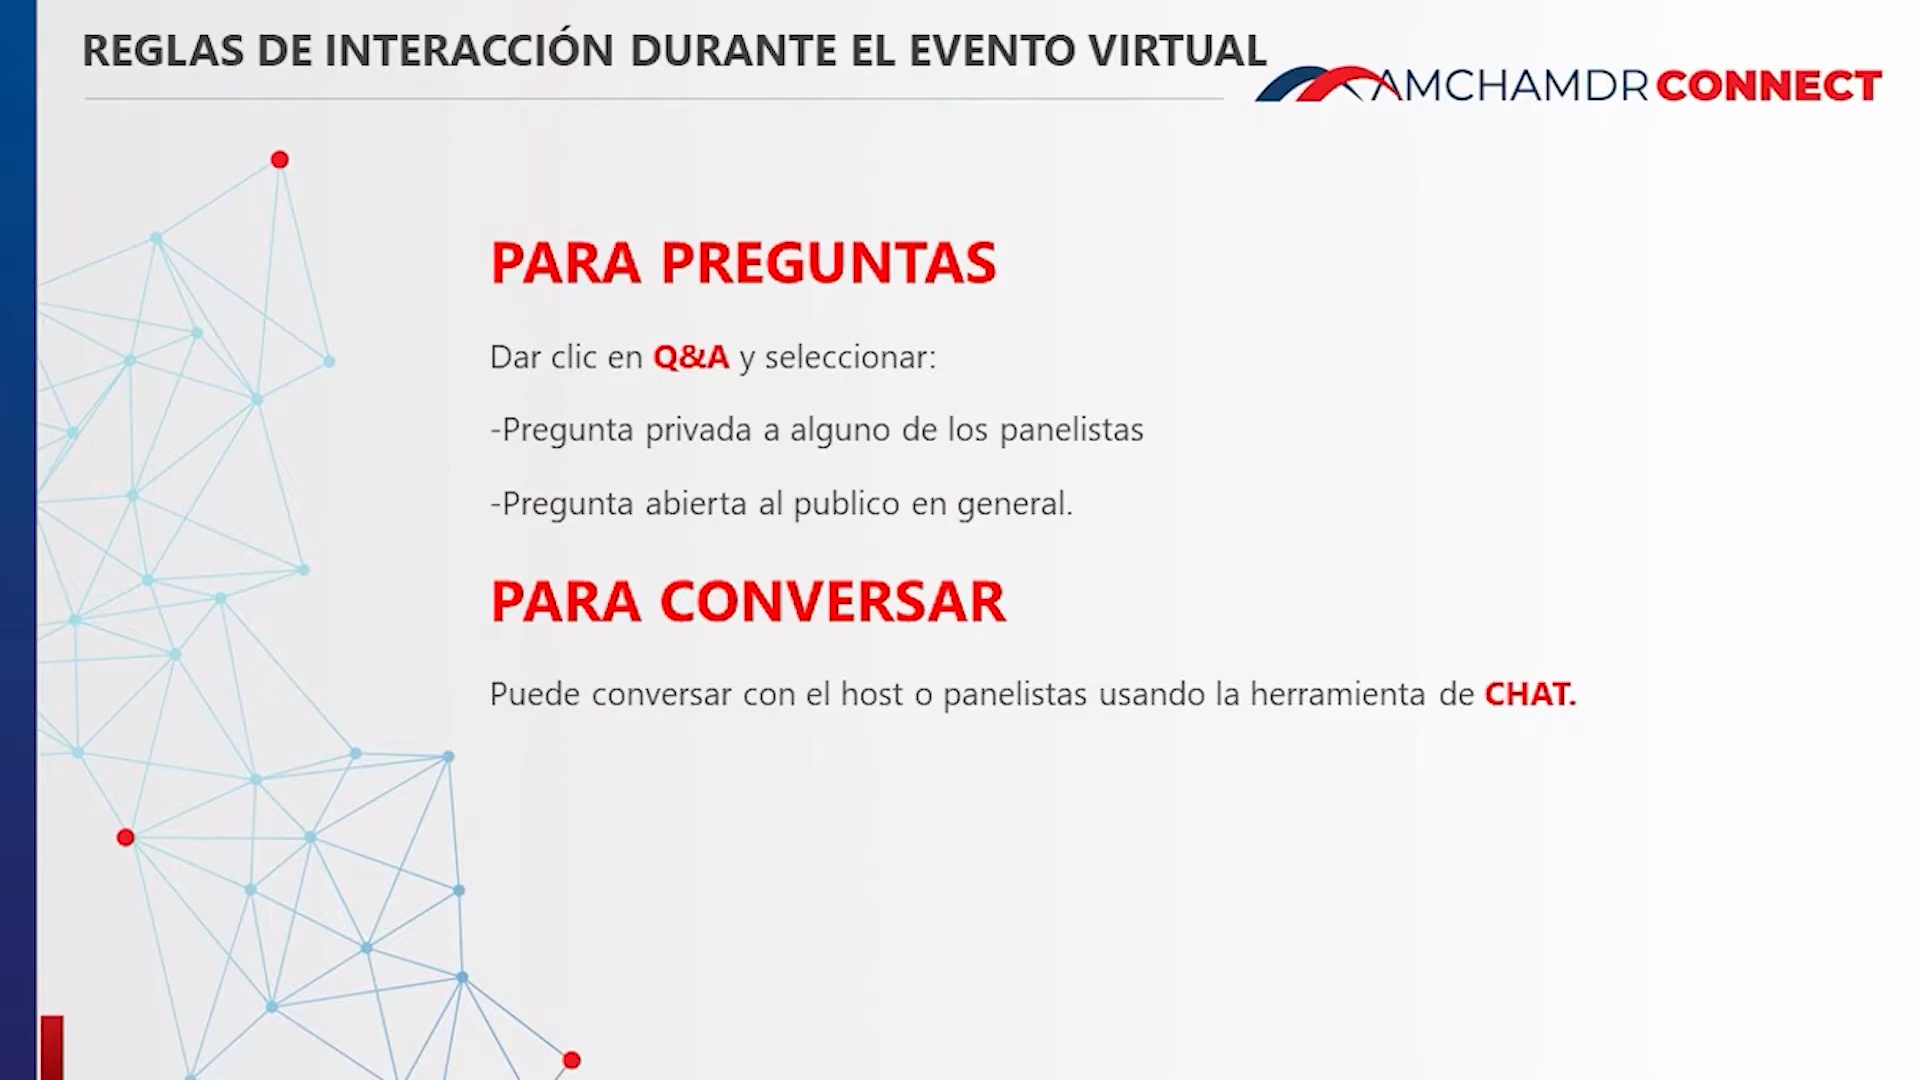 REGLAS DE INTERACCIÓN DURANTE EL EVENTO VIRTUAL
AMCHAMDR CONNECT
PARA PREGUNTAS
Dar clic en Q&A y seleccionar:
-Pregunta privada a alguno de los panelistas
-Pregunta abierta al publico en general.
PARA CONVERSAR
Puede conversar con el host o panelistas usando la herramienta de CHAT.